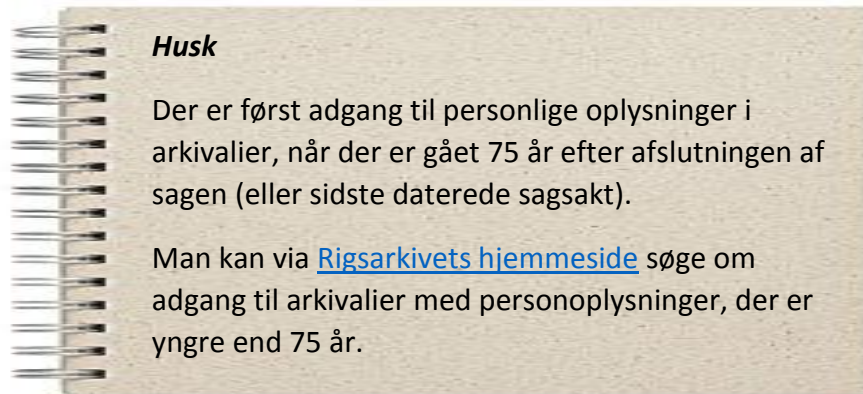 Husk
Der er først adgang til personlige oplysninger i
arkivalier, når der er gået 75 år efter afslutningen af
sagen (eller sidste daterede sagsakt).
Man kan via Rigsarkivets hjemmeside søge om
adgang til arkivalier med personoplysninger, der er
yngre end 75 år.